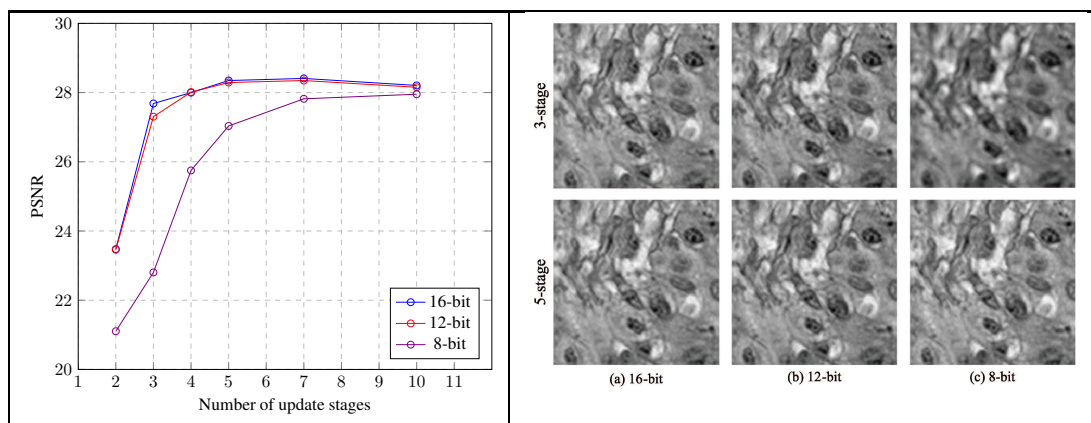 30
28
26
24
22
20
PSNR
1 2 3 4 5 6 7 8 9 10 11
Number of update stages
16-bit
12-bit
8-bit
3-stage
5-stage
(a) 16-bit
(b) 12-bit
(c) 8-bit